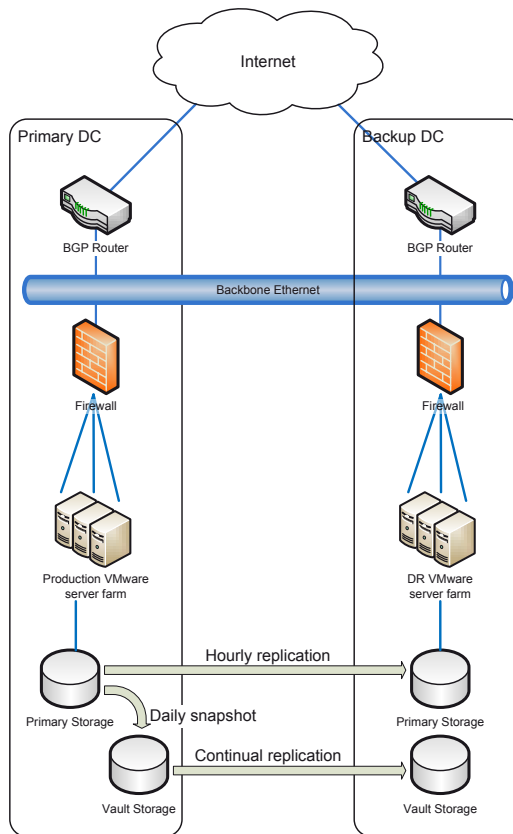 Internet
Primary DC
Backup DC
BGP Router
BGP Router
Backbone Ethernet
Firewall
Firewall
Production VMware
server farm
DR VMware
server farm
Hourly replication
Primary Storage
Primary Storage
Daily snapshot
Continual replication
Vault Storage
Vault Storage